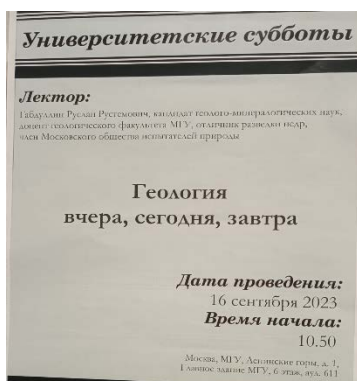 Университетские субботы
Лектор:
Габдуллин Руслан Рустемович, кандидат геолого-минералогических наук,
доцент геологического факультета МГУ, отличник разведки недр,
член Московского общества испытателей природы
Геология
вчера, сегодня, завтра
Дата проведения:
16 сентября 2023
Время начала:
10.50
Москва, МГУ, Ленинские горы, д. 1,
Главное здание МГУ, 6 этаж, ауд. 611